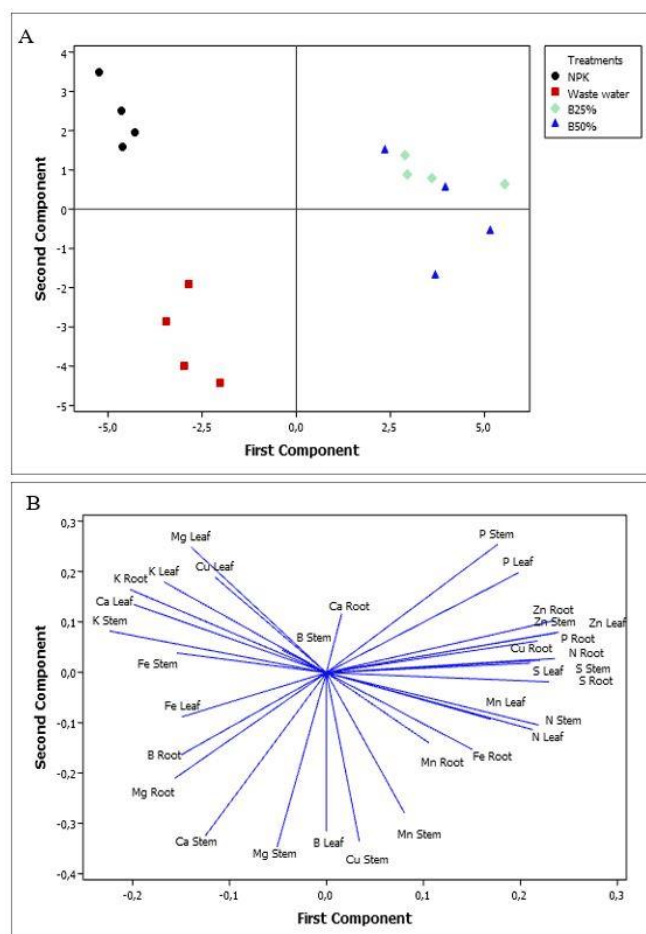 A
Treatments
NPK
Waste water
B25%
B50%
4
3
2
1
0
-1
-2
-3
-4
-5
Second Component
-5,0 -2,5 0,0 2,5 5,0
First Component
B
0,3
0,2
0,1
0,0
-0,1
-0,2
-0,3
-0,4
Second Component
Mg Leaf
P Stem
K Leaf Cu Leaf
P Leaf
K Root
Ca Leaf
Ca Root
Zn Root
Zn Stem Zn Leaf
K Stem
B Stem
P Root
Cu Root N Root
Fe Stem
S Leaf S Stem
S Root
Fe Leaf
Mn Leaf
N Stem
N Leaf
B Root
Mn Root Fe Root
Mg Root
Ca Stem
Mg Stem
B Leaf
Cu Stem
Mn Stem
-0,2 -0,1 0,0 0,1 0,2 0,3
First Component